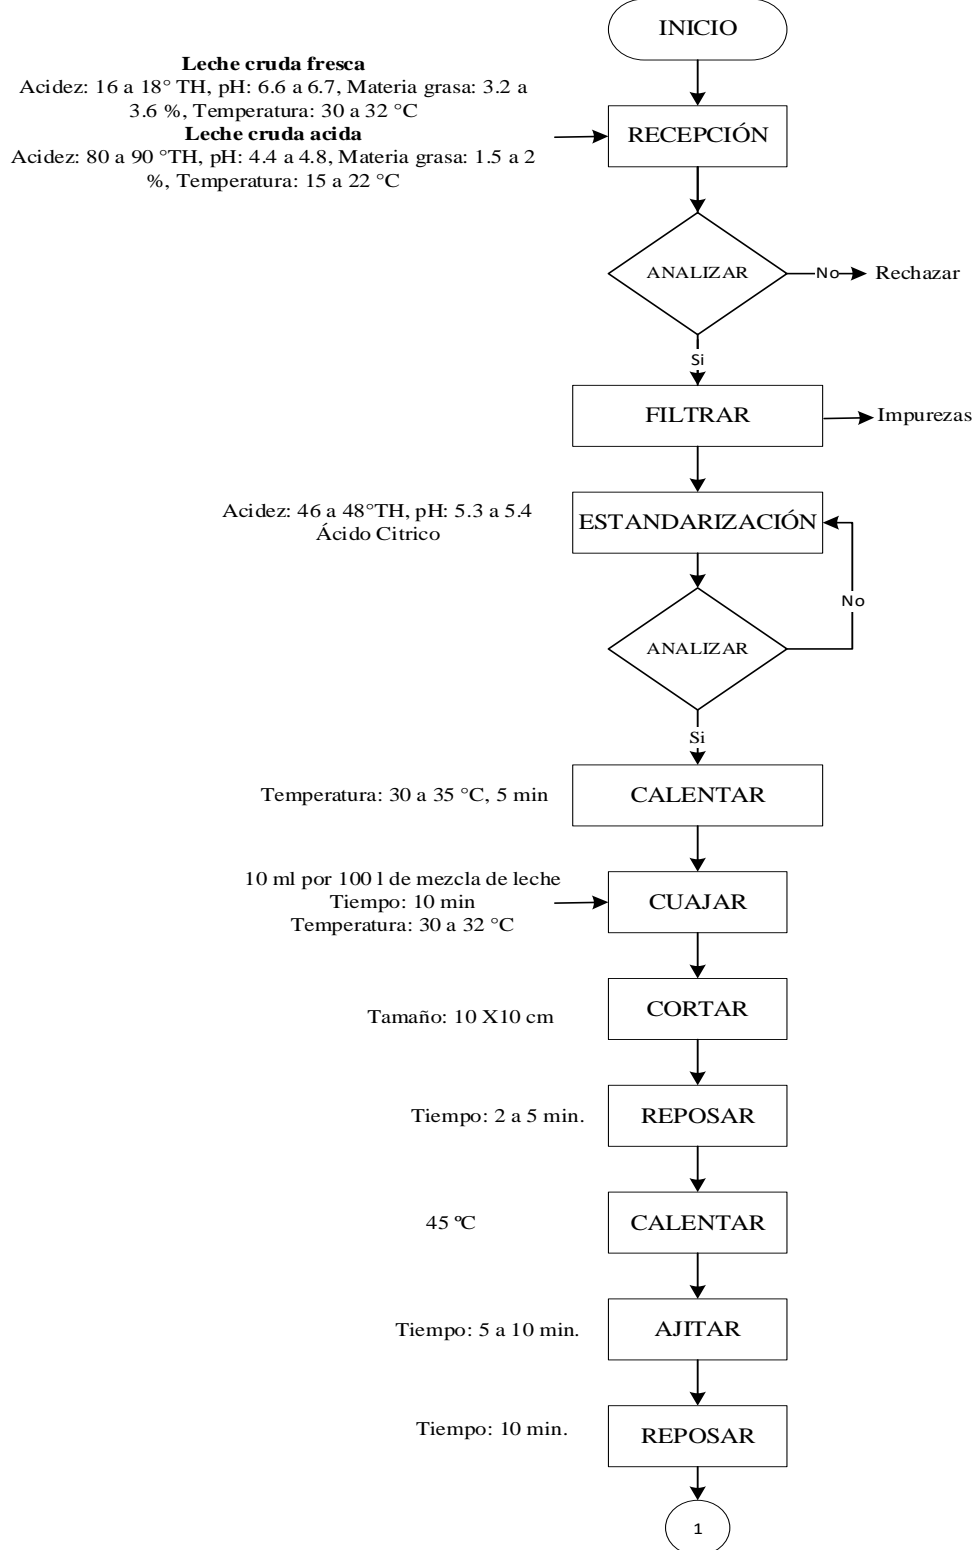 INICIO
Leche cruda fresca
Acidez: 16 a 18° TH, pH: 6.6 a 6.7, Materia grasa: 3.2 a
3.6 %, Temperatura: 30 a 32 °C
Leche cruda acida
Acidez: 80 a 90 °TH, pH: 4.4 a 4.8, Materia grasa: 1.5 a 2
%, Temperatura: 15 a 22 °C
RECEPCIÓN
ANALIZAR
No
Rechazar
Si
FILTRAR
Impurezas
Acidez: 46 a 48°TH, pH: 5.3 a 5.4
Ácido Citrico
ESTANDARIZACIÓN
No
ANALIZAR
Si
Temperatura: 30 a 35 °C, 5 min
CALENTAR
10 ml por 100 l de mezcla de leche
Tiempo: 10 min
Temperatura: 30 a 32 °C
CUAJAR
Tamaño: 10 X10 cm
CORTAR
Tiempo: 2 a 5 min.
REPOSAR
45 ºC
CALENTAR
Tiempo: 5 a 10 min.
AJITAR
Tiempo: 10 min.
REPOSAR
1